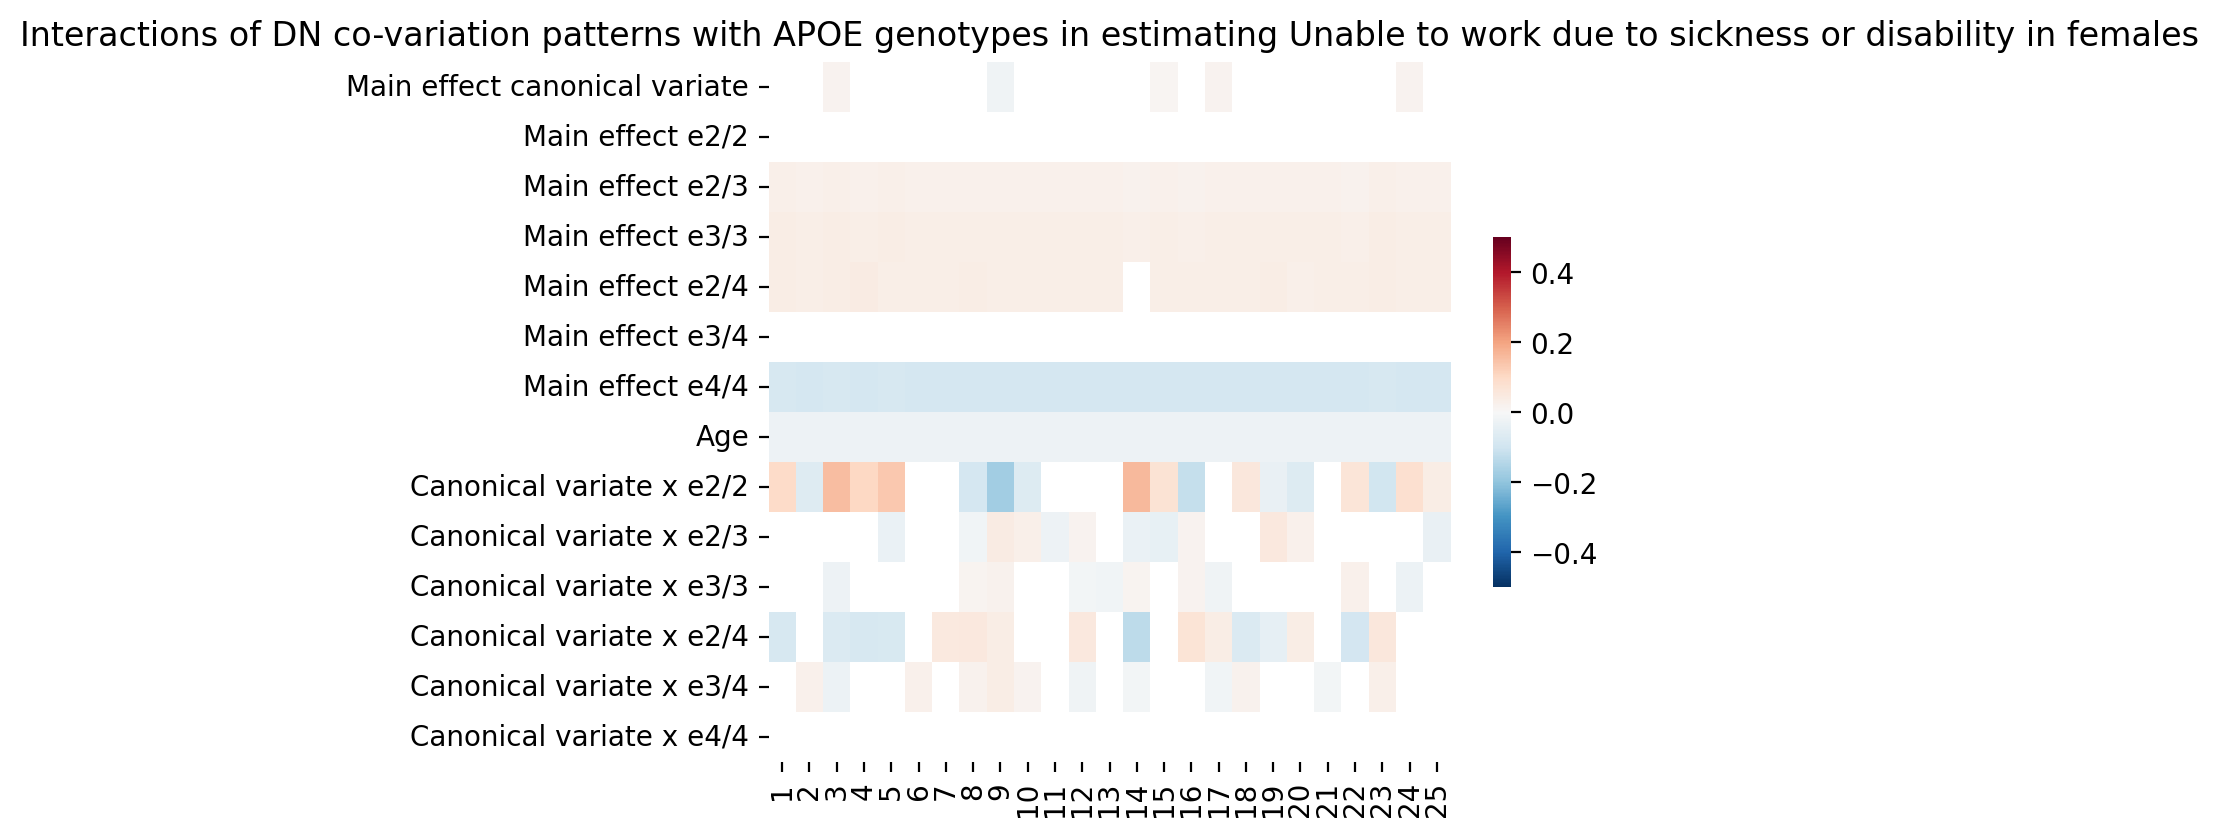 Interactions of DN co-variation patterns with APOE genotypes in estimating Unable to work due to sickness or disability in females
Main effect canonical variate
Main effect e2/2
Main effect e2/3
Main effect e3/3
Main effect e2/4
Main effect e3/4
Main effect e4/4
Age
Canonical variate x e2/2
Canonical variate x e2/3
Canonical variate x e3/3
Canonical variate x e2/4
Canonical variate x e3/4
Canonical variate x e4/4
1 2 3 4 5 6 7 8 9 10 11 12 13 14 15 16 17 18 19 20 21 22 23 24 25
0.4
0.2
0.0
−0.2
−0.4